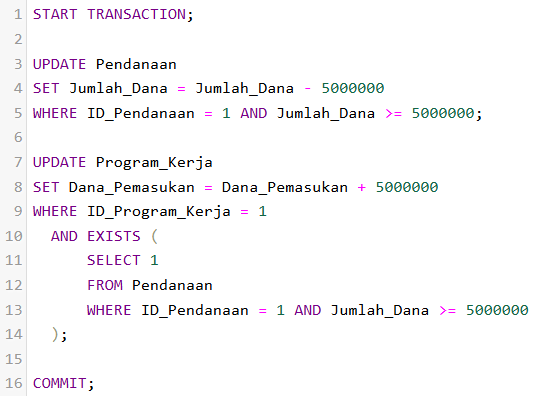 1 START TRANSACTION;
2
3 UPDATE Pendanaan
4 SET Jumlah_Dana = Jumlah_Dana - 5000000
5 WHERE ID_Pendanaan = 1 AND Jumlah_Dana >= 5000000;
6
7 UPDATE Program_Kerja
8 SET Dana_Pemasukan = Dana_Pemasukan + 5000000
9 WHERE ID_Program_Kerja = 1
10   AND EXISTS (
11       SELECT 1
12       FROM Pendanaan
13       WHERE ID_Pendanaan = 1 AND Jumlah_Dana >= 5000000
14   );
15
16 COMMIT;